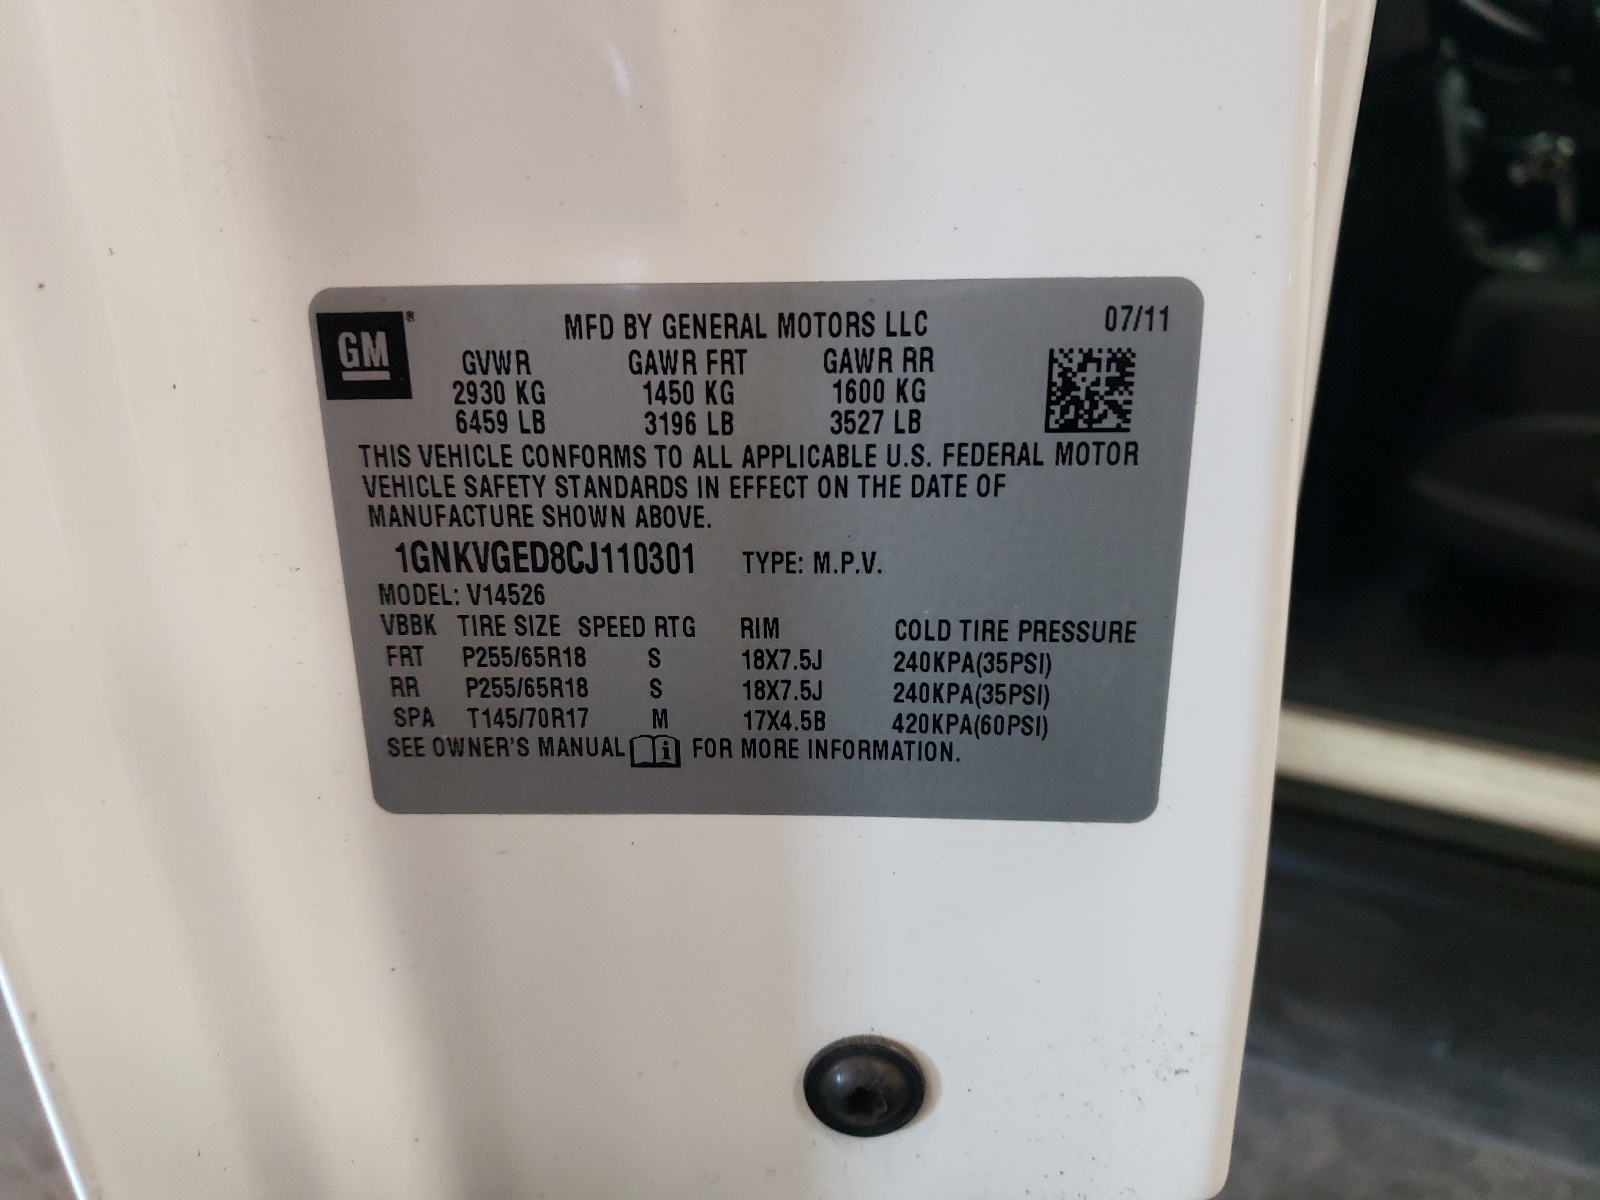 GM ® MFD BY GENERAL MOTORS LLC 07/11
GVWR GAWR FRT GAWR RR
2930 KG 1450 KG 1600 KG
6459 LB 3196 LB 3527 LB
THIS VEHICLE CONFORMS TO ALL APPLICABLE U.S. FEDERAL MOTOR
VEHICLE SAFETY STANDARDS IN EFFECT ON THE DATE OF
MANUFACTURE SHOWN ABOVE.
1GNKVGED8CJ110301 TYPE: M.P.V.
MODEL: V14526
VBBK TIRE SIZE SPEED RTG RIM COLD TIRE PRESSURE
FRT P255/65R18 S 18X7.5J 240KPA(35PSI)
RR P255/65R18 S 18X7.5J 240KPA(35PSI)
SPA T145/70R17 M 17X4.5B 420KPA(60PSI)
SEE OWNER'S MANUAL i FOR MORE INFORMATION.